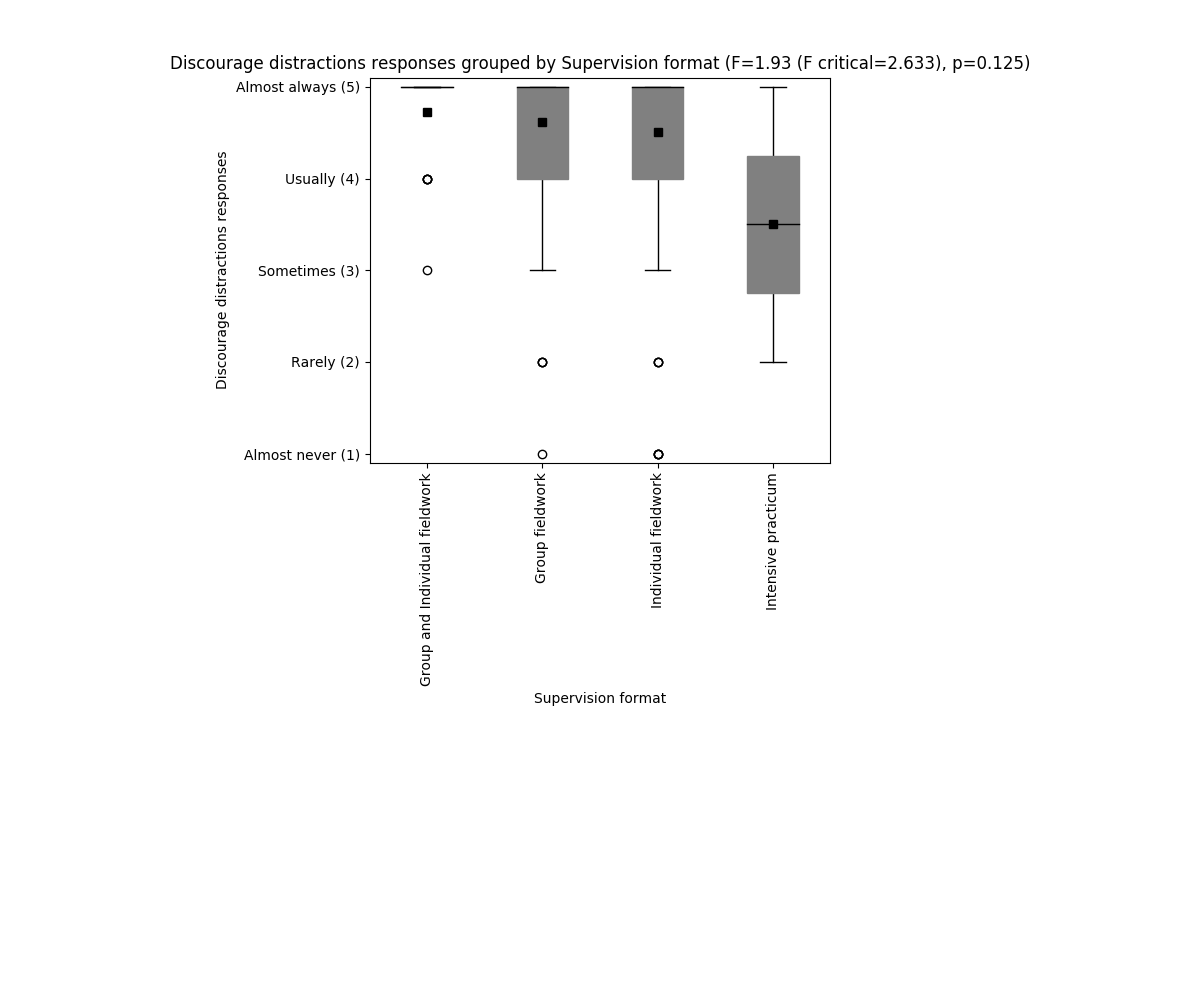 Discourage distractions responses grouped by Supervision format (F=1.93 (F critical=2.633), p=0.125)
Discourage distractions responses
Almost always (5)
Usually (4)
Sometimes (3)
Rarely (2)
Almost never (1)
Group and Individual fieldwork
Group fieldwork
Individual fieldwork
Intensive practicum
Supervision format